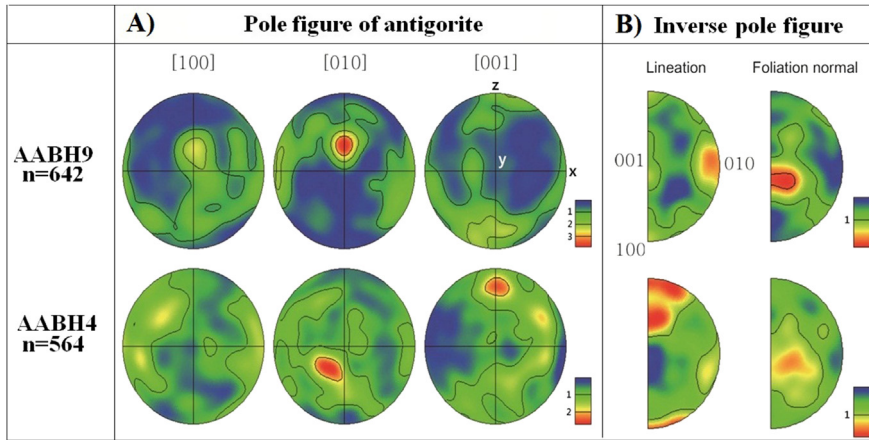 A) Pole figure of antigorite
B) Inverse pole figure
[100] [010] [001]
Lineation Foliation normal
AABH9
n=642
z
y
x
1
2
3
001 010
100
1
AABH4
n=564
1
2
1